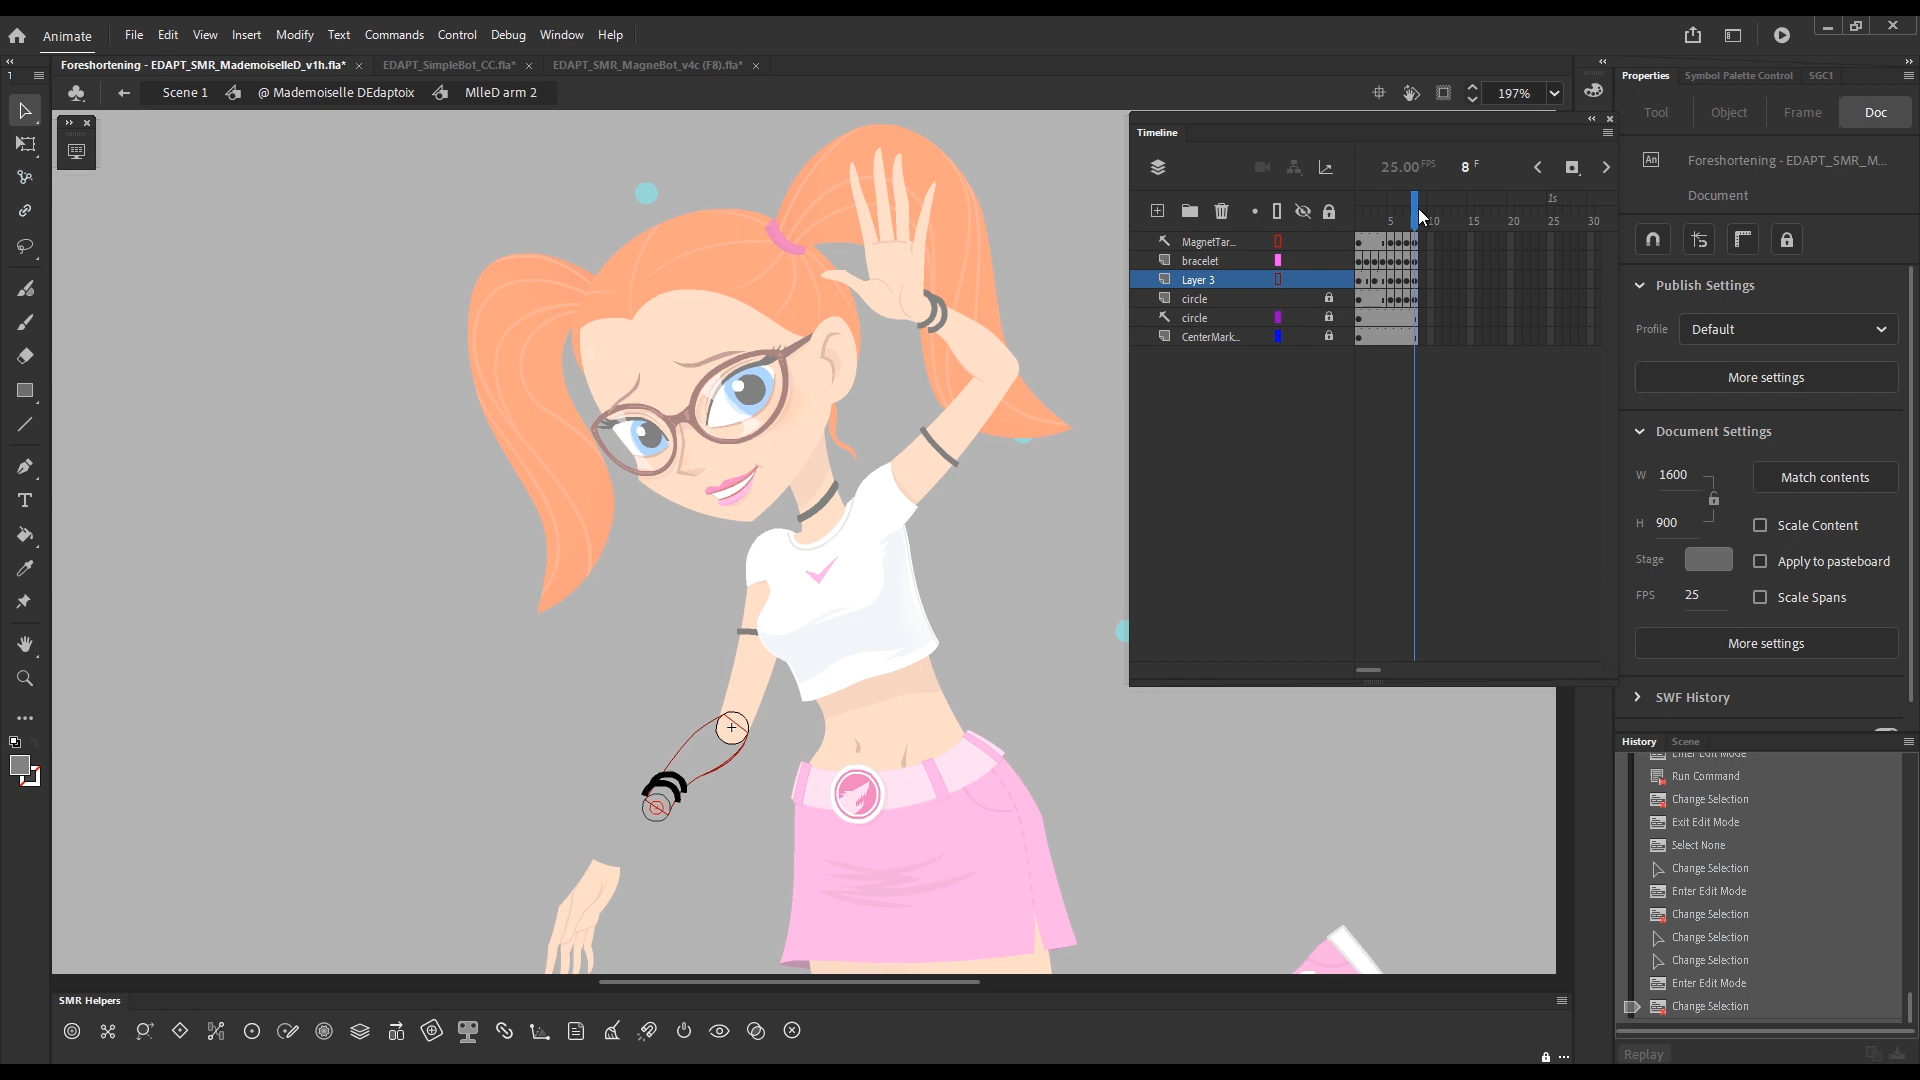 Animate
File Edit View Insert Modify Text Commands Control Debug Window Help
Foreshortening - EDAPT_SMR_MademoiselleD_v1h.fla*
EDAPT_SimpleBot_CC.fla*
EDAPT_SMR_MagneBot_v4c (F8).fla*
Scene 1
@ Mademoiselle DEdaptoix
MlleD arm 2
197%
Timeline
25.00 FPS
8 F
1s
5 10 15 20 25 30
MagnetTar...
bracelet
Layer 3
circle
circle
CenterMark...
Properties
Symbol Palette Control
SGC1
Tool
Object
Frame
Doc
An
Foreshortening - EDAPT_SMR_M...
Document
Publish Settings
Profile
Default
More settings
Document Settings
W 1600
Match contents
H 900
Scale Content
Stage
Apply to pasteboard
FPS 25
Scale Spans
More settings
SWF History
History
Scene
Enter Edit Mode
Run Command
Change Selection
Exit Edit Mode
Select None
Change Selection
Enter Edit Mode
Change Selection
Change Selection
Change Selection
Enter Edit Mode
Change Selection
Replay
SMR Helpers